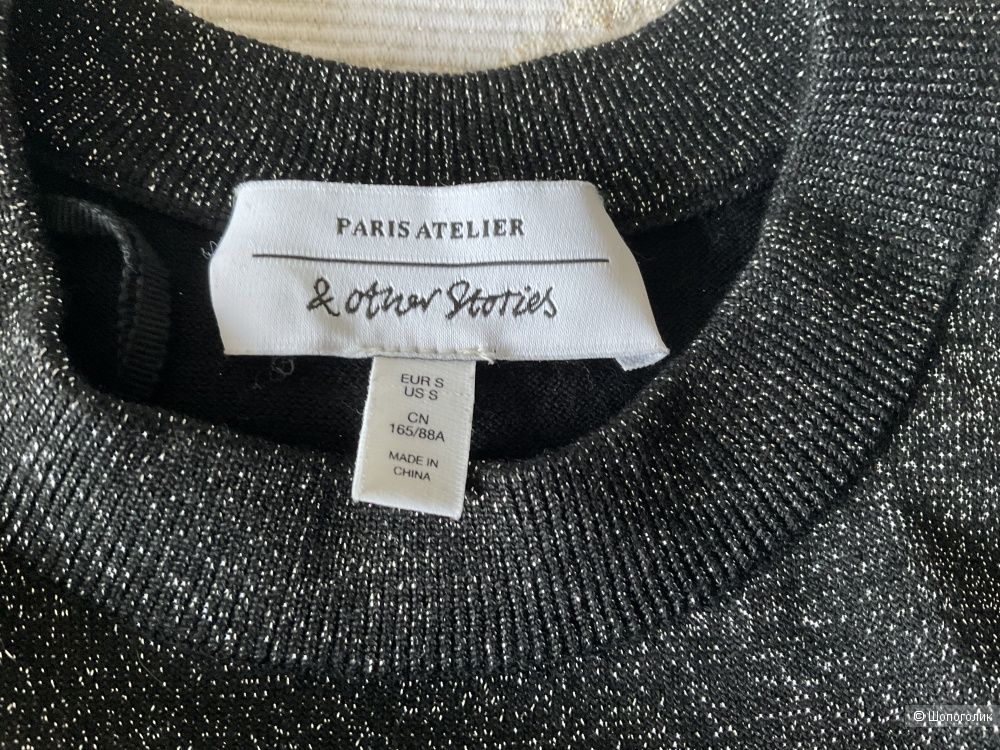 PARIS ATELIER
& other Stories
EUR S
US S
CN
165/88A
MADE IN
CHINA
© Шопоголик